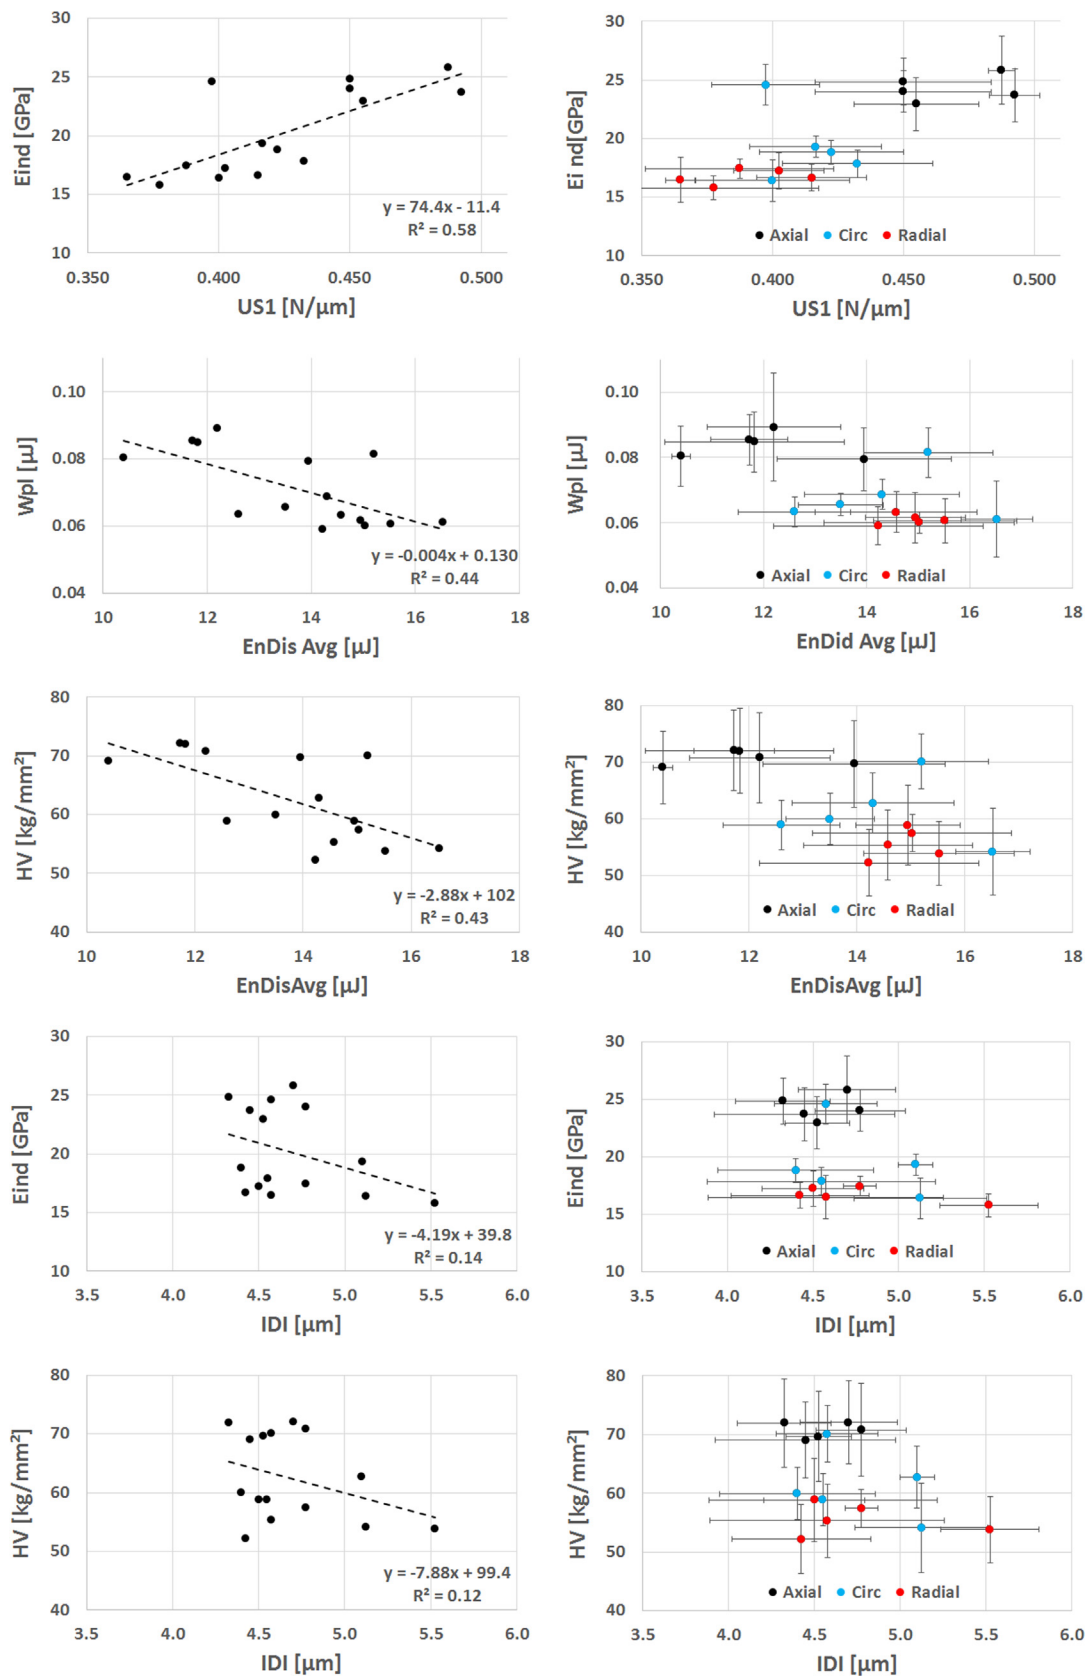 30
25
20
15
10
Eind [GPa]
y = 74.4x - 11.4
R² = 0.58
0.350 0.400 0.450 0.500
US1 [N/μm]
30
25
20
15
10
Ei nd[GPa]
Axial Circ Radial
0.350 0.400 0.450 0.500
US1 [N/μm]
0.10
0.08
0.06
0.04
Wpl [μJ]
y = -0.004x + 0.130
R² = 0.44
10 12 14 16 18
EnDis Avg [μJ]
0.10
0.08
0.06
0.04
Wpl [μJ]
Axial Circ Radial
10 12 14 16 18
EnDid Avg [μJ]
80
70
60
50
40
HV [kg/mm²]
y = -2.88x + 102
R² = 0.43
10 12 14 16 18
EnDisAvg [μJ]
80
70
60
50
40
HV [kg/mm²]
Axial Circ Radial
10 12 14 16 18
EnDisAvg [μJ]
30
25
20
15
10
Eind [GPa]
y = -4.19x + 39.8
R² = 0.14
3.5 4.0 4.5 5.0 5.5 6.0
IDI [μm]
30
25
20
15
10
Eind [GPa]
Axial Circ Radial
3.5 4.0 4.5 5.0 5.5 6.0
IDI [μm]
80
70
60
50
40
HV [kg/mm²]
y = -7.88x + 99.4
R² = 0.12
3.5 4.0 4.5 5.0 5.5 6.0
IDI [μm]
80
70
60
50
40
HV [kg/mm²]
Axial Circ Radial
3.5 4.0 4.5 5.0 5.5 6.0
IDI [μm]